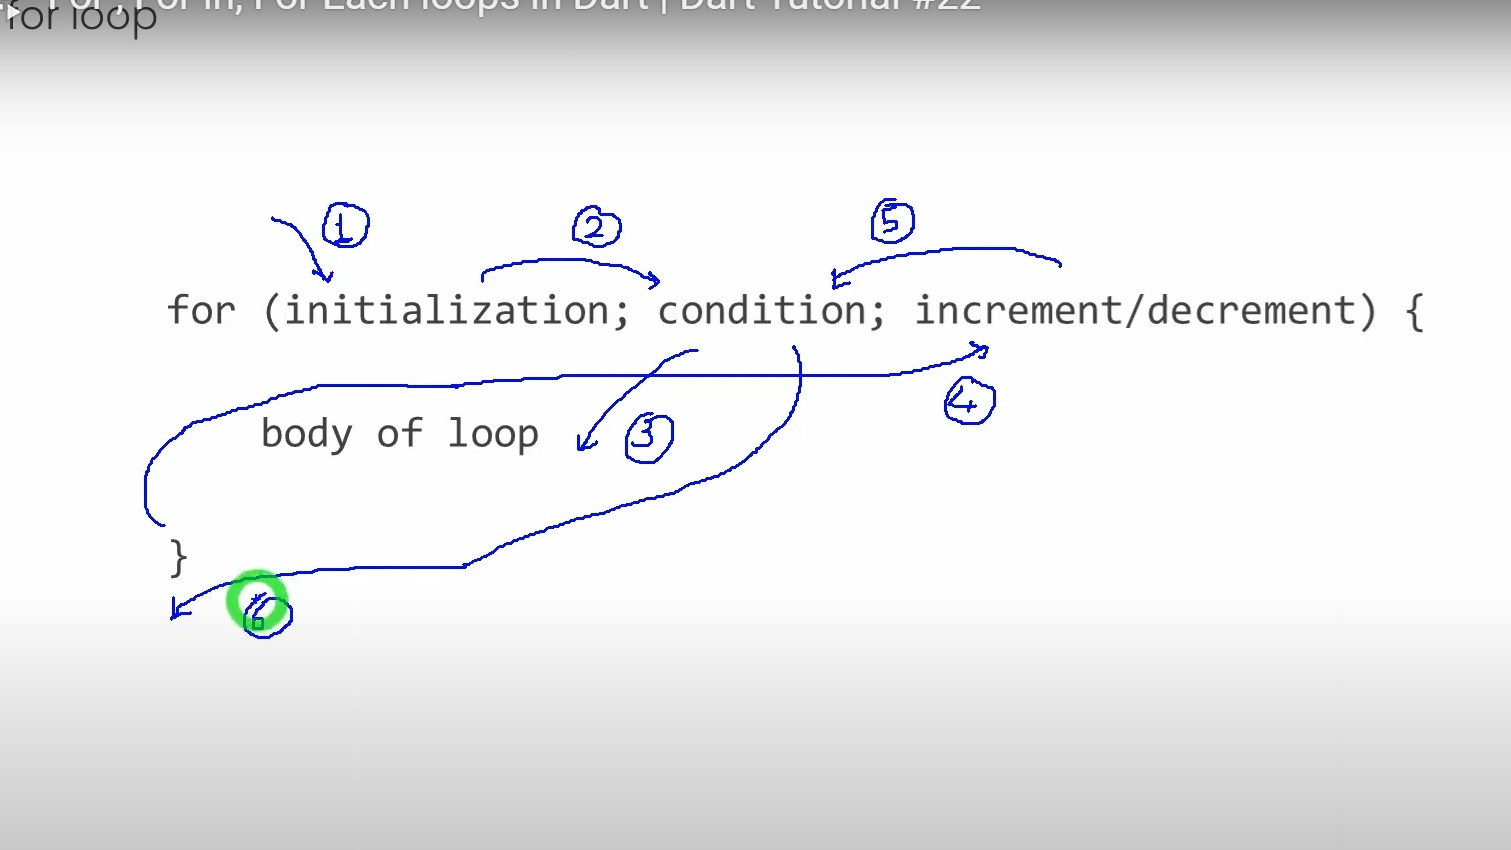 For, For in, For Each loops in Dart | Dart Tutorial #22
for loop
1 2 5
for (initialization; condition; increment/decrement) {
4
body of loop 3
}
6